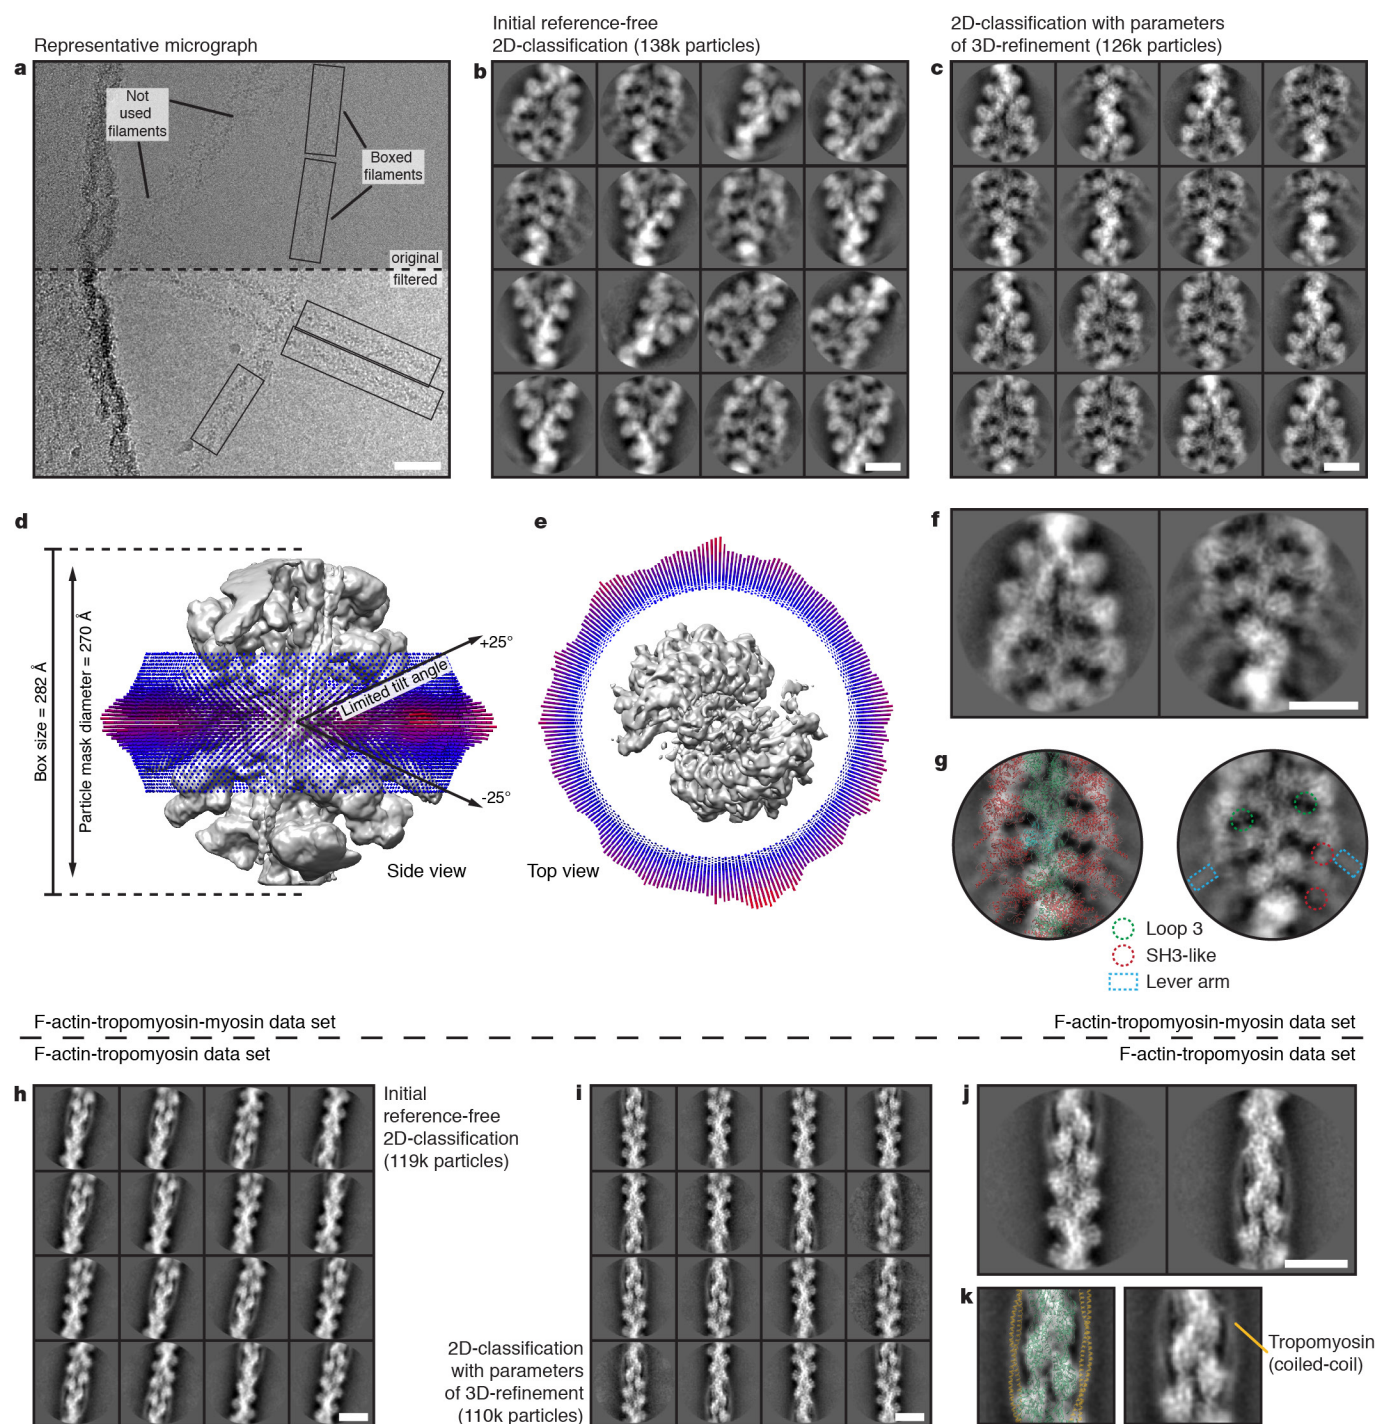 Representative micrograph
Initial reference-free
2D-classification (138k particles)
2D-classification with parameters
of 3D-refinement (126k particles)
a
Not
used
filaments
Boxed
filaments
original
filtered
b
c
d
Box size = 282 Å
Particle mask diameter = 270 Å
+25°
Limited tilt angle
-25°
Side view
e
Top view
f
g
Loop 3
SH3-like
Lever arm
F-actin-tropomyosin-myosin data set
F-actin-tropomyosin-myosin data set
F-actin-tropomyosin data set
F-actin-tropomyosin data set
h
Initial
reference-free
2D-classification
(119k particles)
i
2D-classification
with parameters
of 3D-refinement
(110k particles)
j
k
Tropomyosin
(coiled-coil)